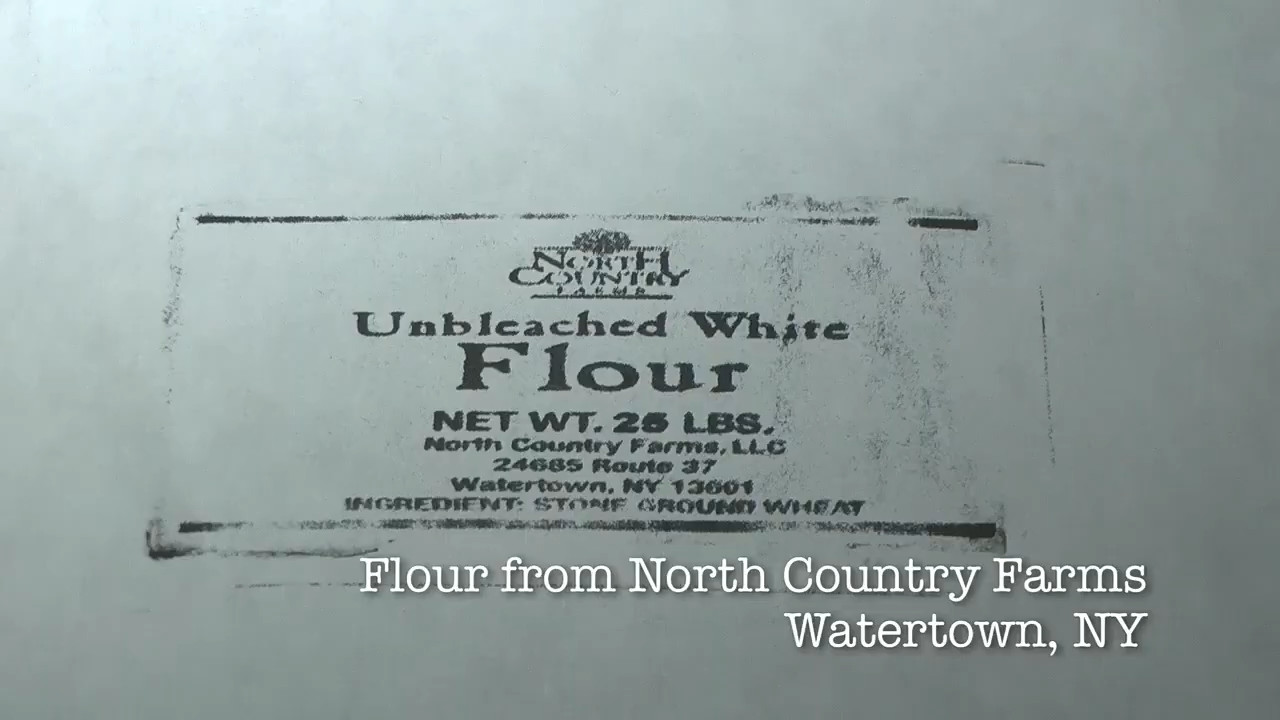 NORTH
COUNTRY
FARMS
Unbleached White
Flour
NET WT. 25 LBS.
North Country Farms, LLC
24685 Route 37
Watertown, NY 13601
INGREDIENT: STONE GROUND WHEAT
Flour from North Country Farms
Watertown, NY